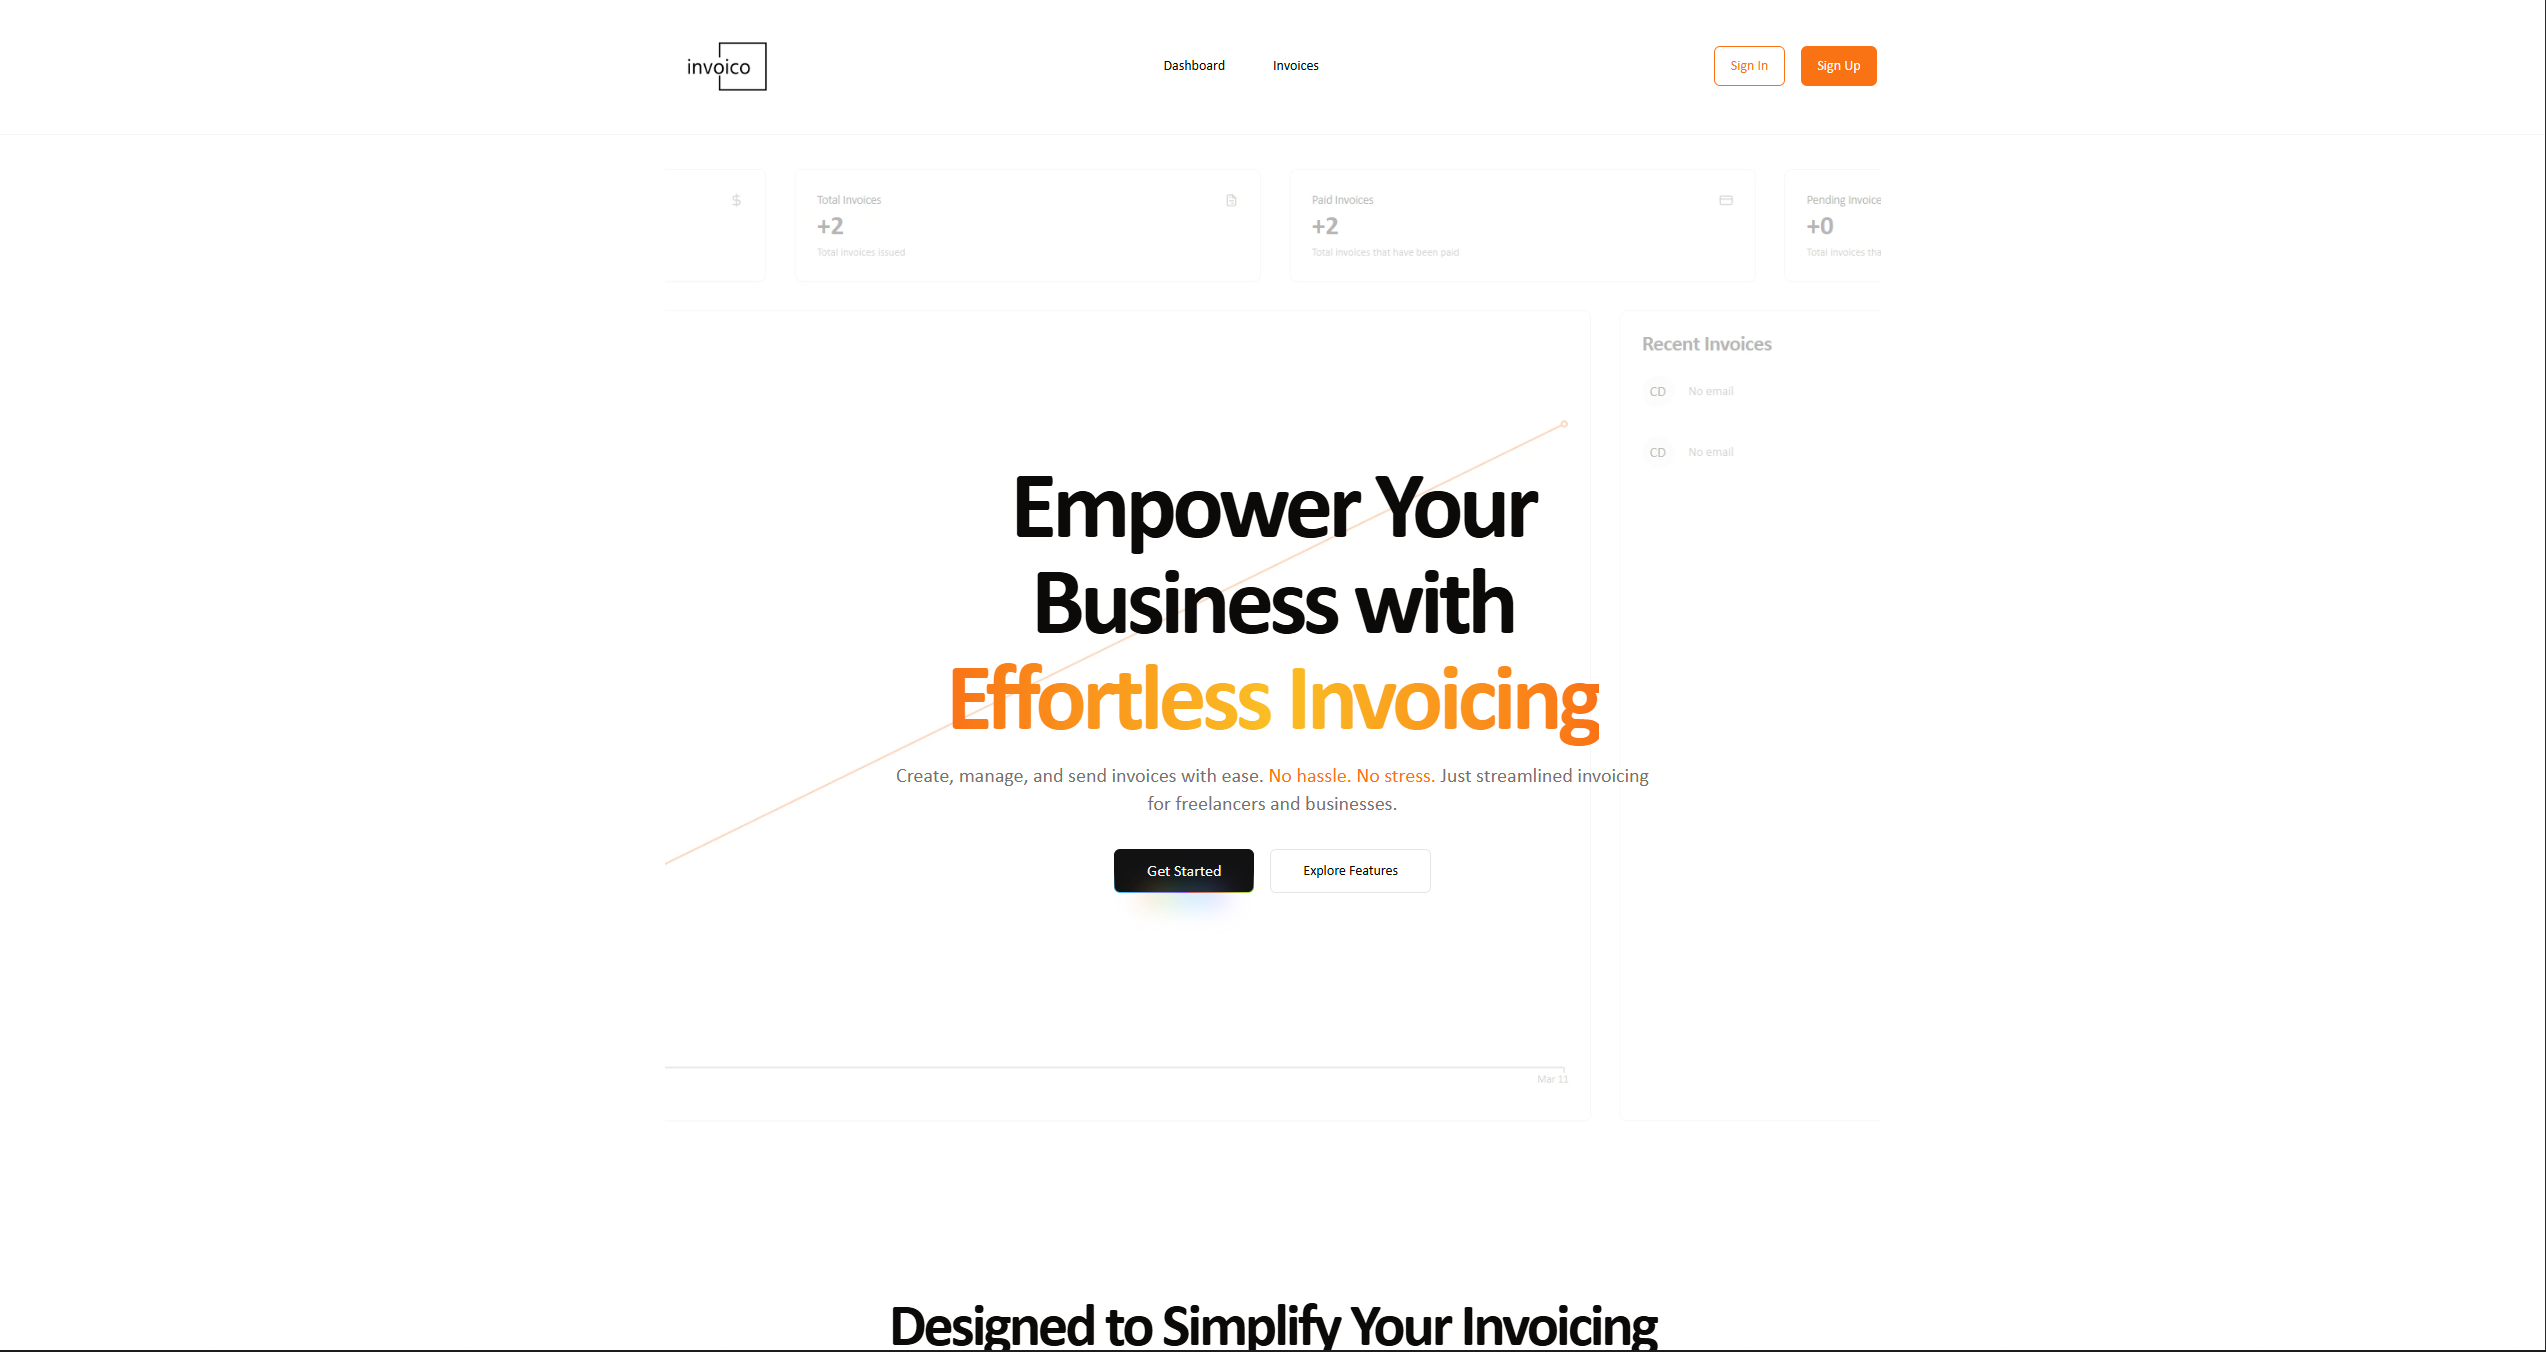 invoico
Dashboard
Invoices
Sign In
Sign Up
$
Total Invoices
+2
Total invoices issued
Paid Invoices
+2
Total invoices that have been paid
Pending Invoice
+0
Total invoices tha
Recent Invoices
CD No email
CD No email
Empower Your
Business with
Effortless Invoicing
Create, manage, and send invoices with ease. No hassle. No stress. Just streamlined invoicing
for freelancers and businesses.
Get Started
Explore Features
Mar 11
Designed to Simplify Your Invoicing